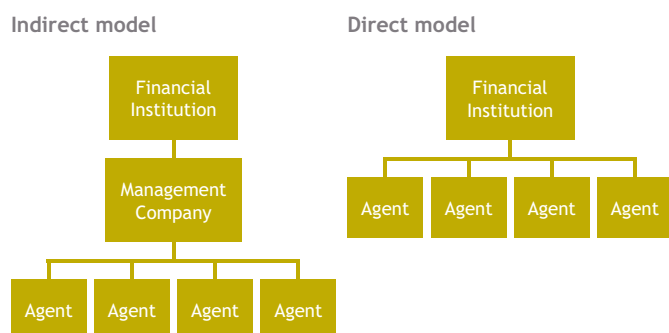 Indirect model
Financial
Institution
Management
Company
Agent
Agent
Agent
Agent
Direct model
Financial
Institution
Agent
Agent
Agent
Agent